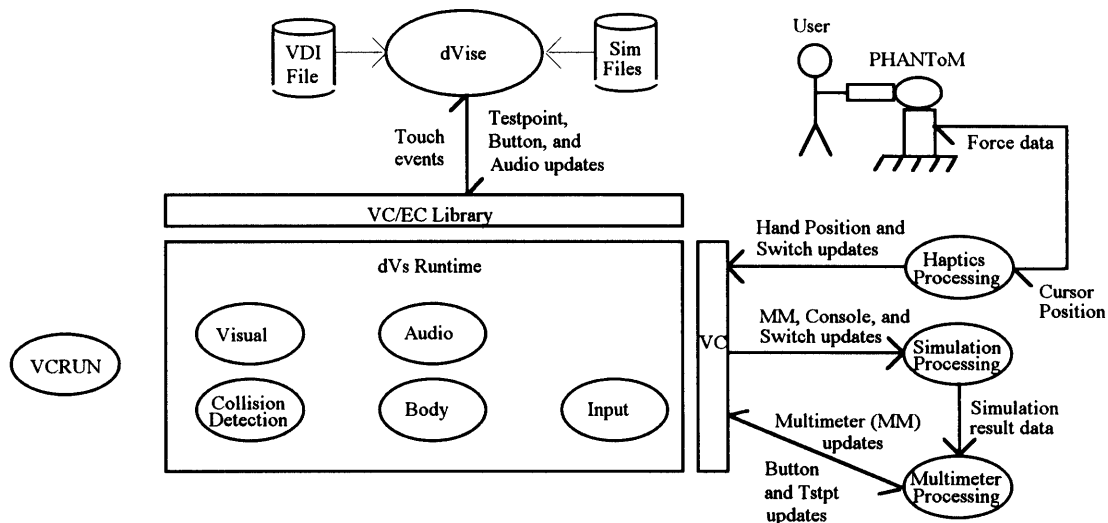 User
VDI
File
dVise
Sim
Files
PHANToM
Touch
events
Testpoint,
Button, and
Audio updates
Force data
VC/EC Library
Hand Position and
Switch updates
dVs Runtime
Haptics
Processing
Cursor
Position
Visual
Audio
MM, Console, and
Switch updates
VC
Simulation
Processing
VCRUN
Collision
Detection
Body
Input
Simulation
result data
Multimeter (MM)
updates
Button
and Tstpt
updates
Multimeter
Processing